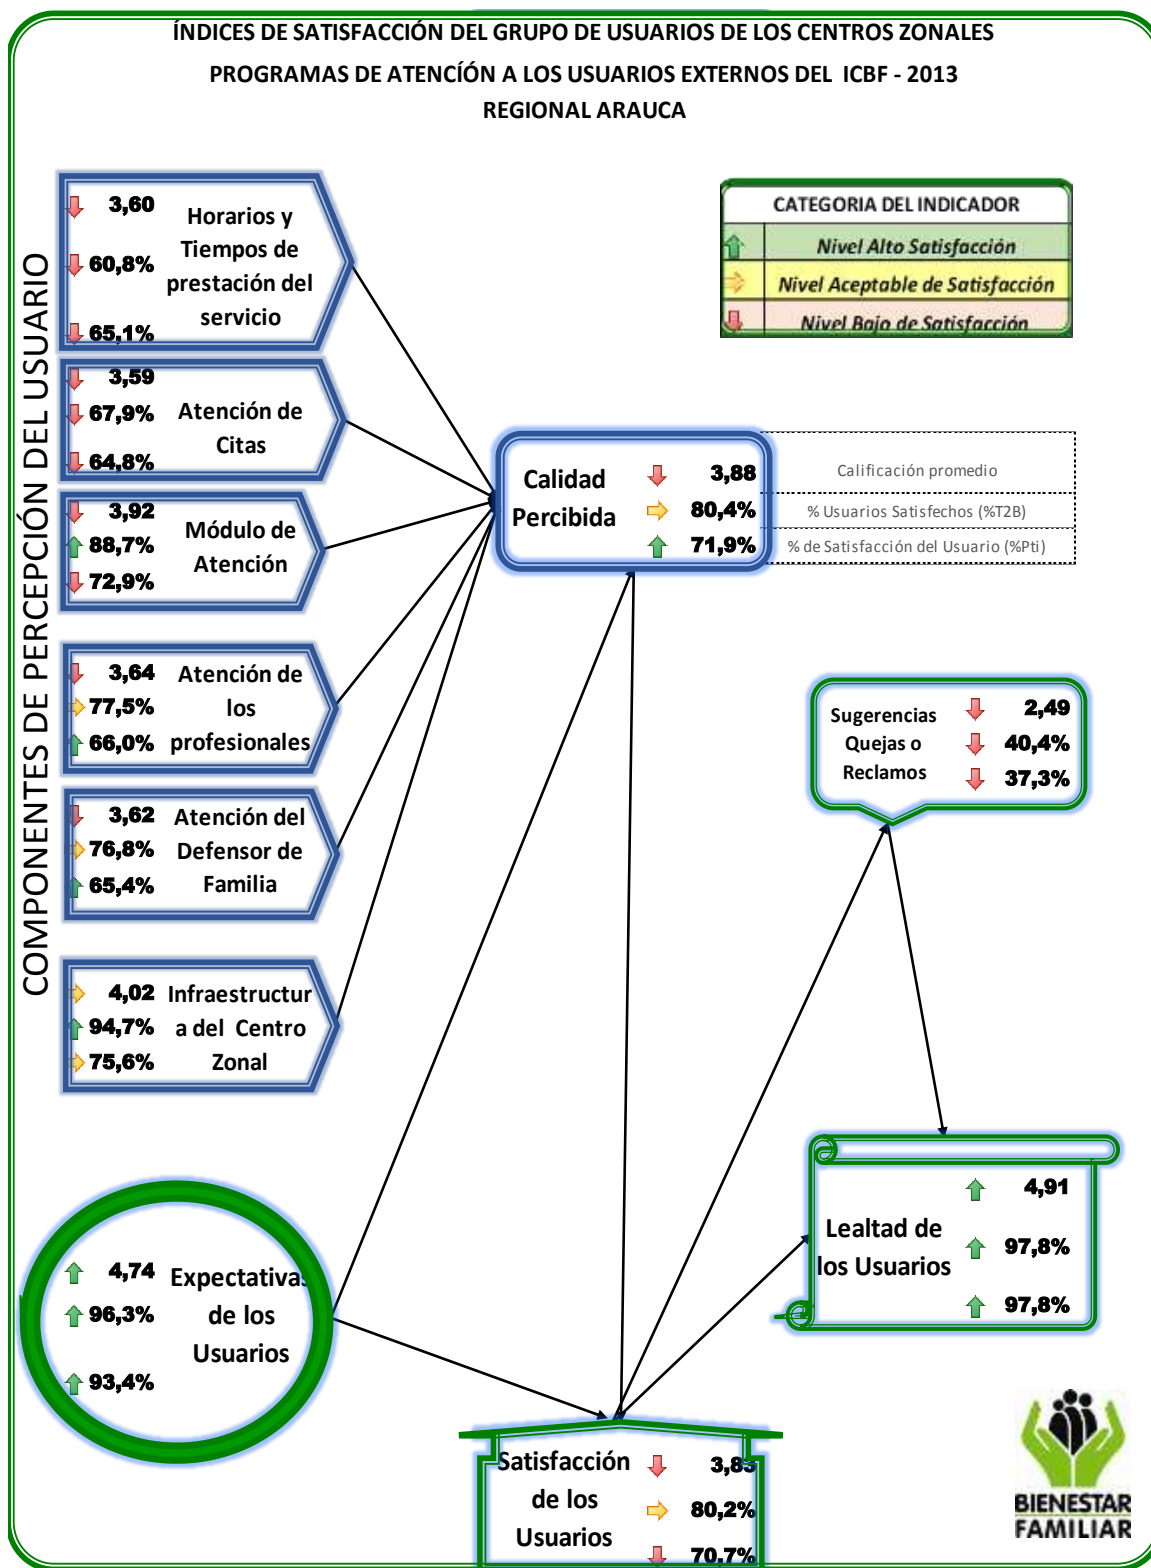 ÍNDICES DE SATISFACCIÓN DEL GRUPO DE USUARIOS DE LOS CENTROS ZONALES
PROGRAMAS DE ATENCÍÓN A LOS USUARIOS EXTERNOS DEL ICBF - 2013
REGIONAL ARAUCA
CATEGORIA DEL INDICADOR
Nivel Alto Satisfacción
Nivel Aceptable de Satisfacción
Nivel Bajo de Satisfacción
COMPONENTES DE PERCEPCIÓN DEL USUARIO
3,60
60,8%
65,1%
Horarios y
Tiempos de
prestación del
servicio
3,59
67,9%
64,8%
Atención de
Citas
3,92
88,7%
72,9%
Módulo de
Atención
3,64
77,5%
66,0%
Atención de
los
profesionales
3,62
76,8%
65,4%
Atención del
Defensor de
Familia
4,02
94,7%
75,6%
Infraestructur
a del Centro
Zonal
Calidad
Percibida
3,88
80,4%
71,9%
Calificación promedio
% Usuarios Satisfechos (%T2B)
% de Satisfacción del Usuario (%Pti)
Sugerencias
Quejas o
Reclamos
2,49
40,4%
37,3%
Lealtad de
los Usuarios
4,91
97,8%
97,8%
4,74
96,3%
93,4%
Expectativas
de los
Usuarios
Satisfacción
de los
Usuarios
3,83
80,2%
70,7%
BIENESTAR
FAMILIAR